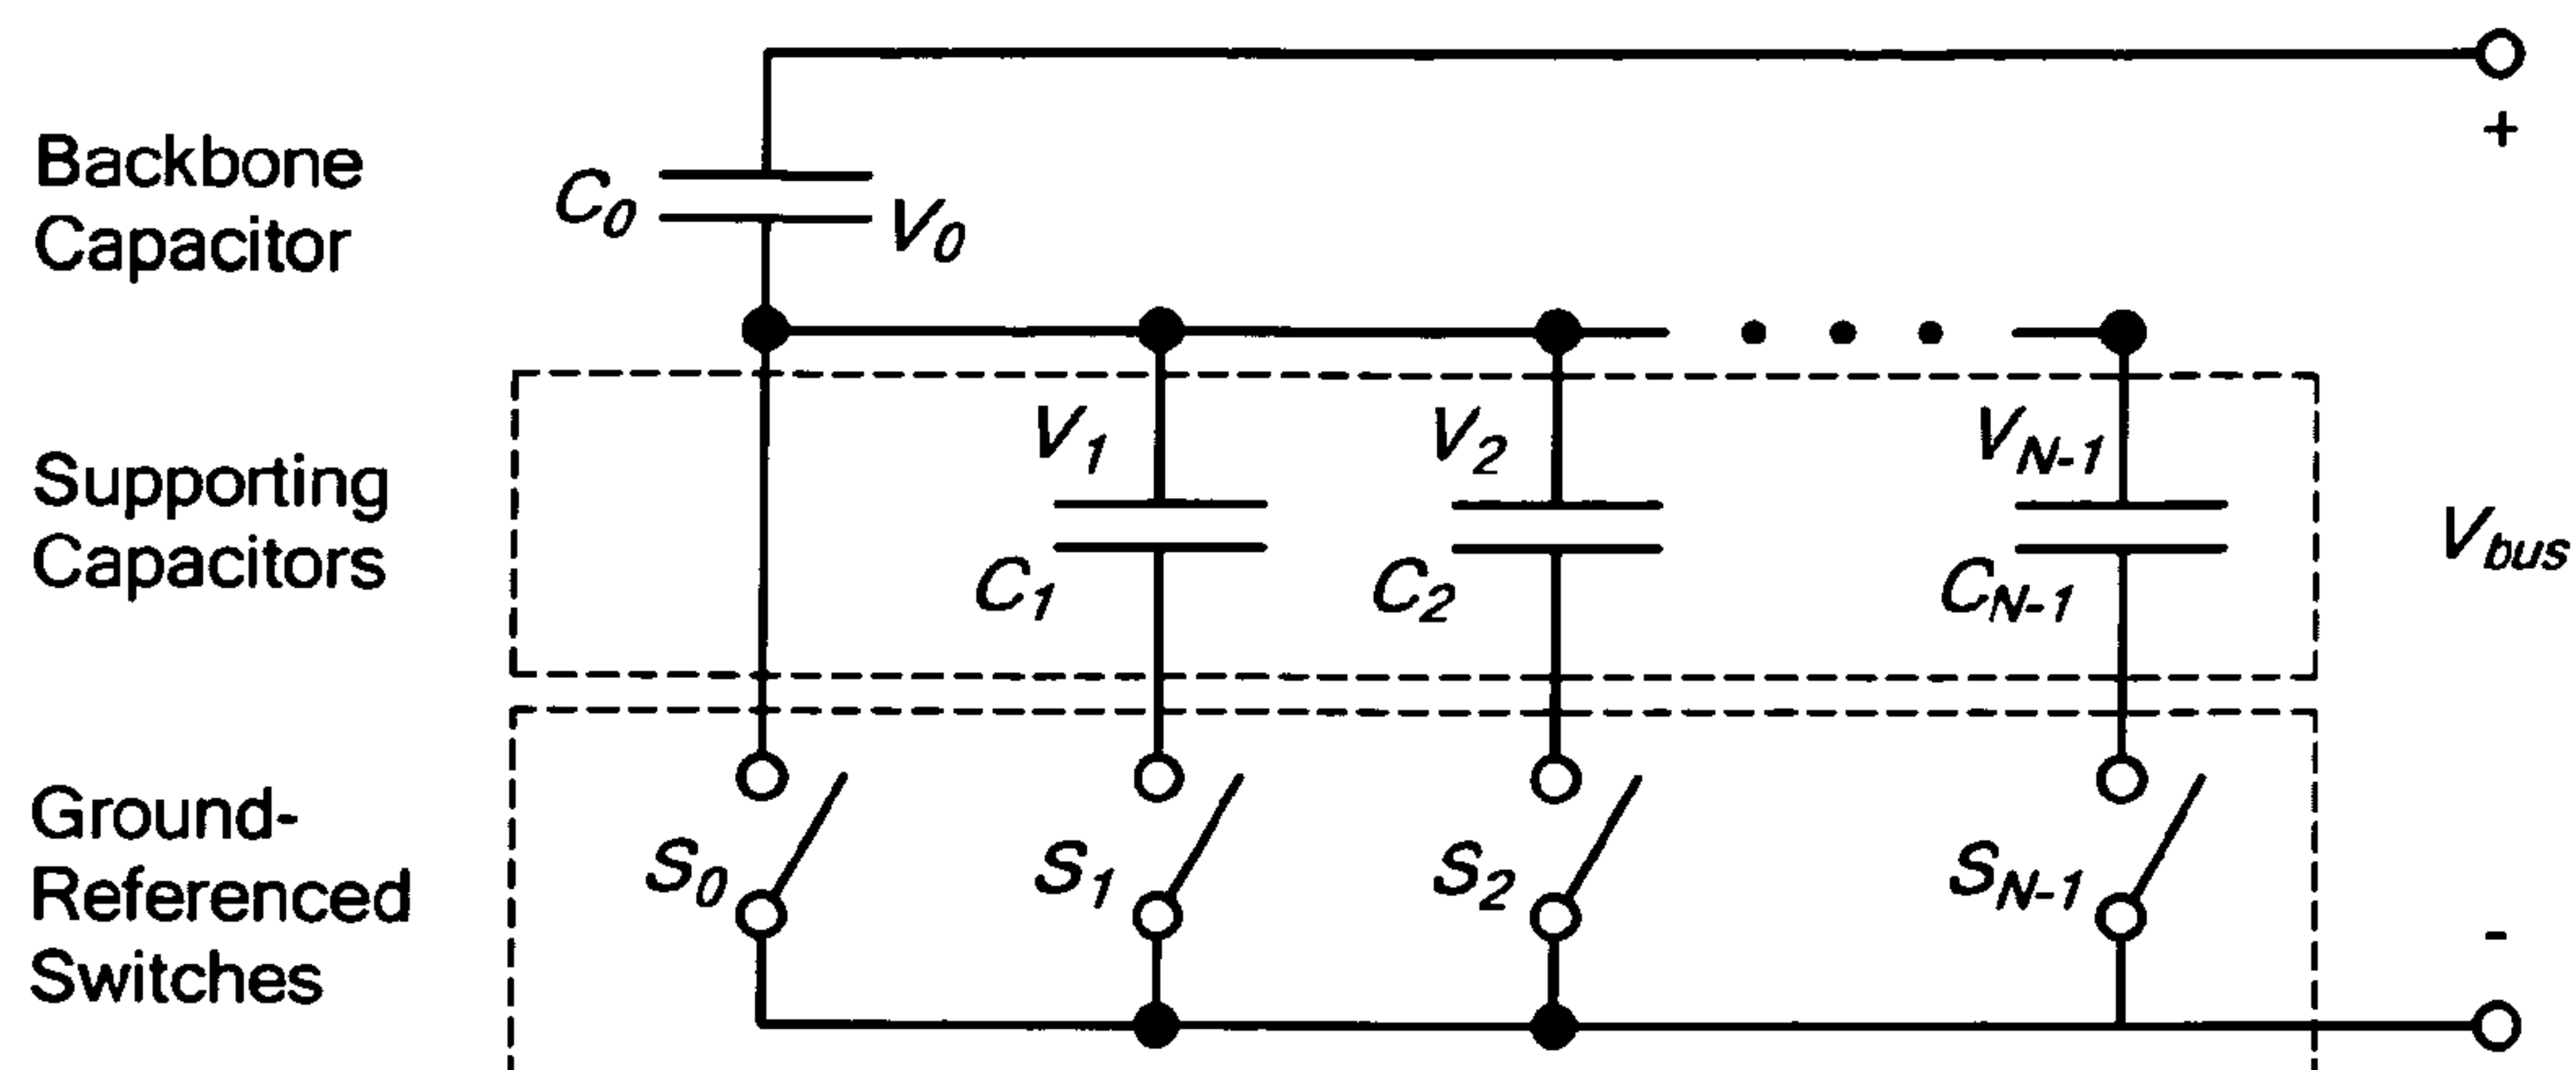 +
Backbone
Capacitor
C0
V0
Supporting
Capacitors
V1
V2
VN-1
C1
C2
CN-1
Vbus
Ground-
Referenced
Switches
S0
S1
S2
SN-1
-